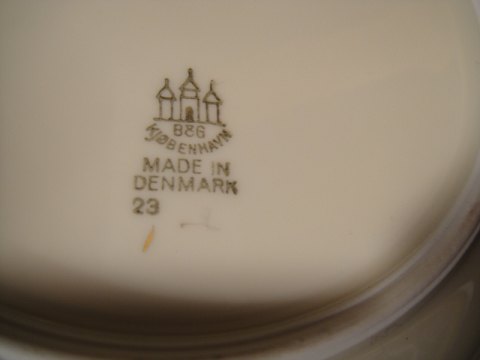 B&G
KJØBENHAVN
MADE IN
DENMARK
23